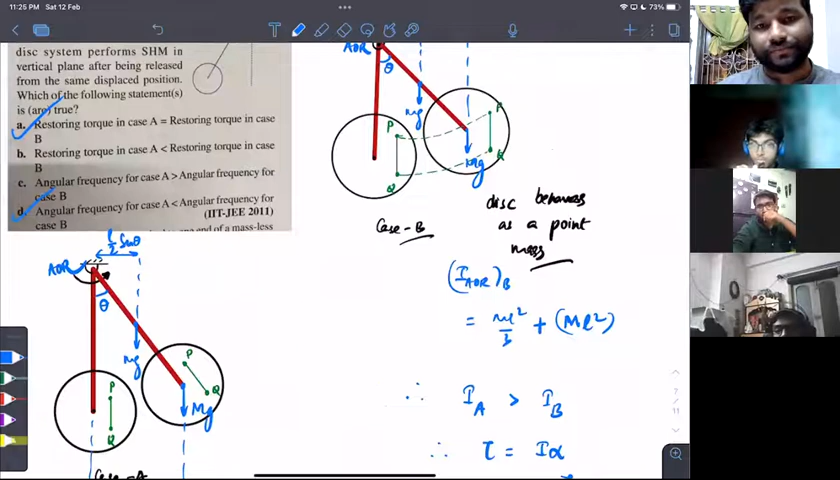 11:25 PM Sat 12 Feb
73%
disc system performs SHM in
vertical plane after being released
from the same displaced position.
Which of the following statement(s)
is (are) true?
a. Restoring torque in case A = Restoring torque in case
B
b. Restoring torque in case A < Restoring torque in case
B
c. Angular frequency for case A > Angular frequency for
case B
d. Angular frequency for case A < Angular frequency for
case B
(IIT-JEE 2011)
AOR
θ
Mg
P
Q
P
Q
Mg
Case-B
disc behaves
as a point
mass
(I_AOR)_B
= Ml²/3 + (Ml²)
∴ I_A > I_B
∴ τ = Iα
l/2 Sinθ
AOR
θ
Mg
P
Q
P
Q
Mg
Case-A
7
11